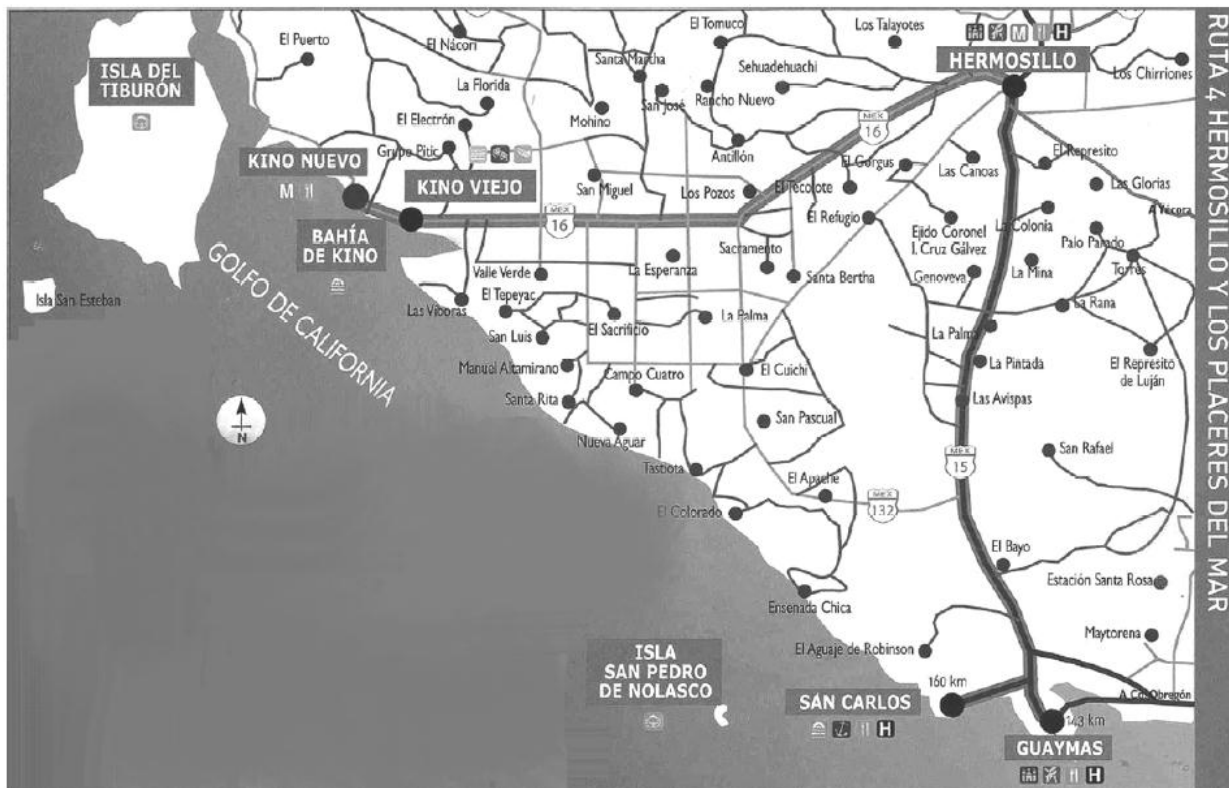 RUTA 4 HERMOSILLO Y LOS PLACERES DEL MAR
El Tomuco
Los Talayotes
M
H
HERMOSILLO
El Puerto
El Nácori
Santa Martha
Sehuadehuachi
Los Chirriones
ISLA DEL
TIBURÓN
La Florida
San José
Rancho Nuevo
Mohino
El Electrón
MEX
16
Grupo Pitic
Antillón
El Gorgus
El Represito
KINO NUEVO
M
KINO VIEJO
San Miguel
Los Pozos
El Tecolote
Las Canoas
Las Glorias
A Yécora
MEX
16
El Refugio
Ejido Coronel
I. Cruz Gálvez
La Colonia
Palo Parado
BAHÍA
DE KINO
GOLFO DE CALIFORNIA
Sacramento
La Esperanza
Valle Verde
Santa Bertha
Genoveva
La Mina
Torres
Isla San Esteban
Las Víboras
El Tepeyac
San Luis
El Sacrificio
La Palma
La Rana
La Palma
Manuel Altamirano
Campo Cuatro
El Cuichi
La Pintada
El Represito
de Luján
Santa Rita
Las Avispas
N
Nueva Aguar
San Pascual
San Rafael
Tastiota
El Apache
MEX
15
MEX
132
El Colorado
El Bayo
Estación Santa Rosa
Ensenada Chica
Maytorena
El Aguaje de Robinson
ISLA
SAN PEDRO
DE NOLASCO
160 km
SAN CARLOS
H
A Cd. Obregón
143 km
GUAYMAS
H